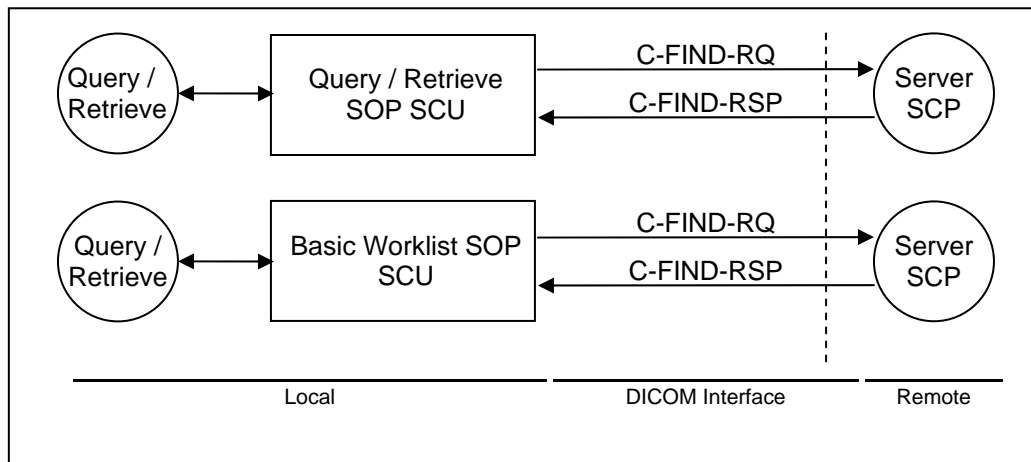 Query /
Retrieve
Query / Retrieve
SOP SCU
C-FIND-RQ
C-FIND-RSP
Server
SCP
Query /
Retrieve
Basic Worklist SOP
SCU
C-FIND-RQ
C-FIND-RSP
Server
SCP
Local
DICOM Interface
Remote